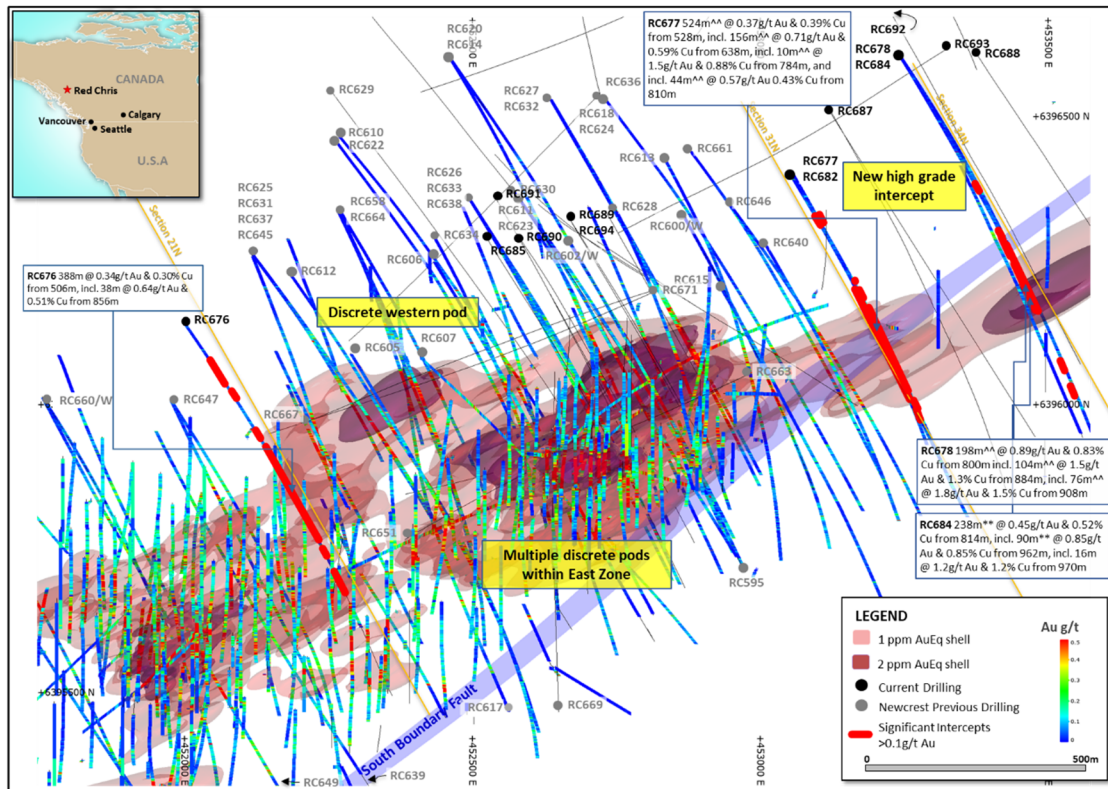 CANADA
Red Chris
Vancouver
Calgary
Seattle
U.S.A
RC620
RC614
RC629
RC610
RC622
RC627
RC632
RC636
RC618
RC624
RC677 524m^^ @ 0.37g/t Au & 0.39% Cu
from 528m, incl. 156m^^ @ 0.71g/t Au &
0.59% Cu from 638m, incl. 10m^^ @
1.5g/t Au & 0.88% Cu from 784m, and
incl. 44m^^ @ 0.57g/t Au 0.43% Cu from
810m
RC692
RC678
RC684
RC693
RC688
+453500 E
+6396500 N
RC687
Section 31N
Section 34N
RC613
RC661
RC677
RC682
New high grade
intercept
RC626
RC633
RC638
RC691
RC630
RC611
RC623
RC689
RC694
RC628
RC600/W
RC646
RC625
RC631
RC637
RC645
RC658
RC664
RC634
RC606
RC685
RC690
RC602/W
RC640
RC615
RC671
Section 21N
RC612
RC676 388m @ 0.34g/t Au & 0.30% Cu
from 506m, incl. 38m @ 0.64g/t Au &
0.51% Cu from 856m
Discrete western pod
RC676
RC605
RC607
RC663
RC660/W
RC647
RC667
+6396000 N
RC678 198m^^ @ 0.89g/t Au & 0.83%
Cu from 800m incl. 104m^^ @ 1.5g/t
Au & 1.3% Cu from 884m, incl. 76m^^
@ 1.8g/t Au & 1.5% Cu from 908m
RC684 238m** @ 0.45g/t Au & 0.52%
Cu from 814m, incl. 90m** @ 0.85g/t
Au & 0.85% Cu from 962m, incl. 16m
@ 1.2g/t Au & 1.2% Cu from 970m
RC651
Multiple discrete pods
within East Zone
RC595
LEGEND
1 ppm AuEq shell
2 ppm AuEq shell
Current Drilling
Newcrest Previous Drilling
Significant Intercepts
>0.1g/t Au
Au g/t
0.5
0.4
0.3
0.2
0.1
0
0
500m
South Boundary Fault
RC617
RC669
RC649
RC639
+452000 E
+452500 E
+453000 E